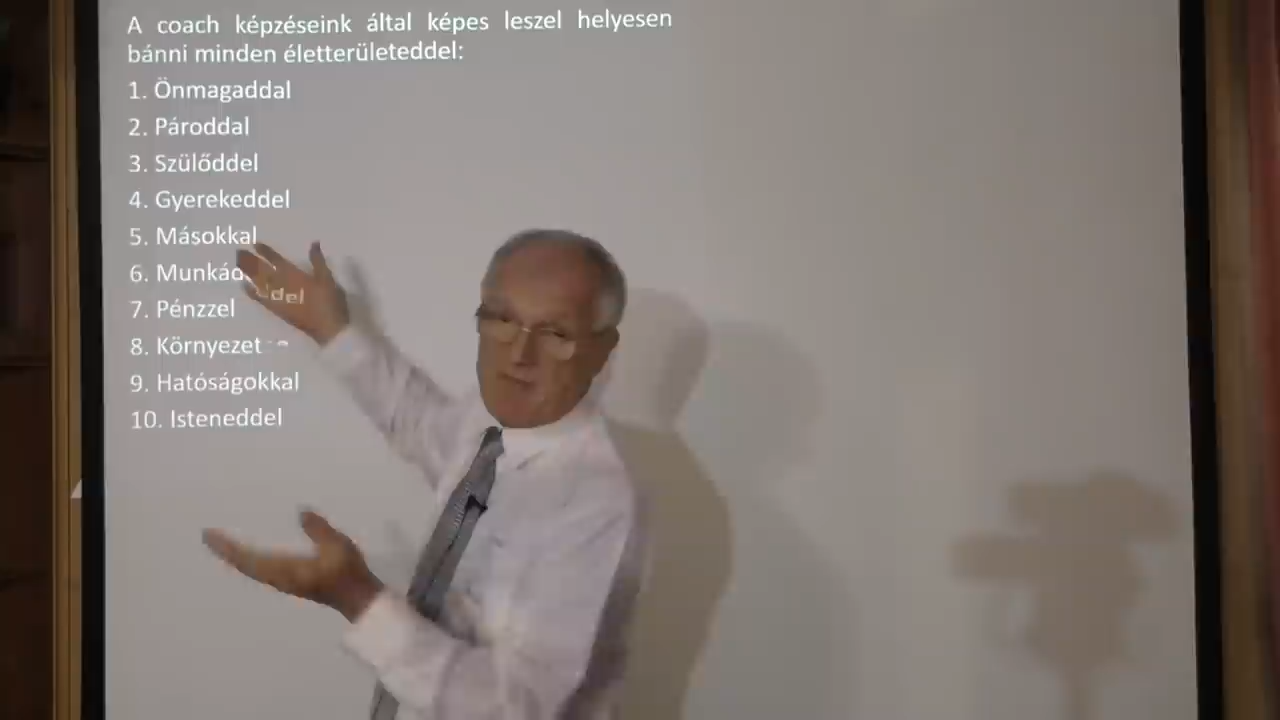 A coach képzéseink által képes leszel helyesen
bánni minden életterületeddel:
1. Önmagaddal
2. Pároddal
3. Szülőddel
4. Gyerekeddel
5. Másokkal
6.
7. Pénzzel
8.
9. Hatóságokkal
10. Isteneddel